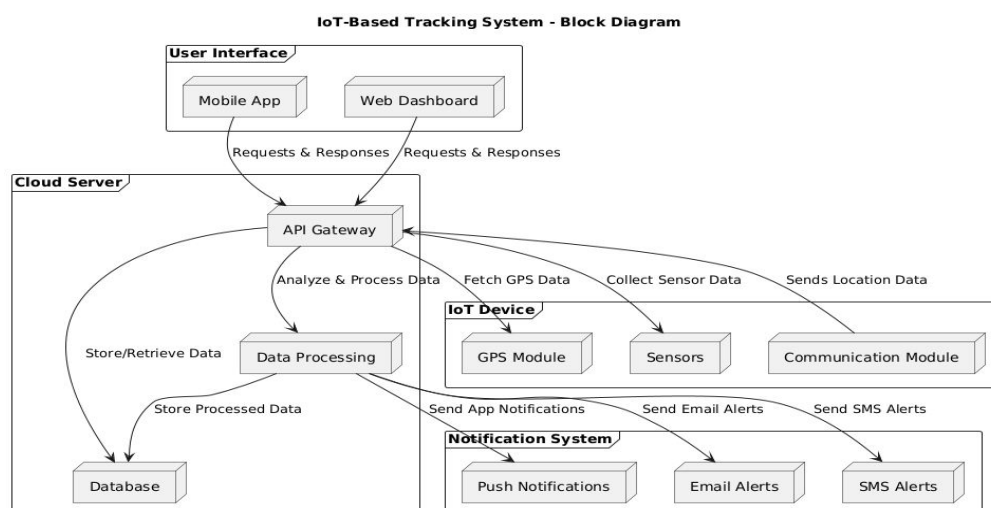 IoT-Based Tracking System - Block Diagram
User Interface
Mobile App
Web Dashboard
Requests & Responses
Requests & Responses
Cloud Server
API Gateway
Analyze & Process Data
Fetch GPS Data
Collect Sensor Data
Sends Location Data
IoT Device
Store/Retrieve Data
Data Processing
GPS Module
Sensors
Communication Module
Store Processed Data
Send App Notifications
Send Email Alerts
Send SMS Alerts
Notification System
Database
Push Notifications
Email Alerts
SMS Alerts